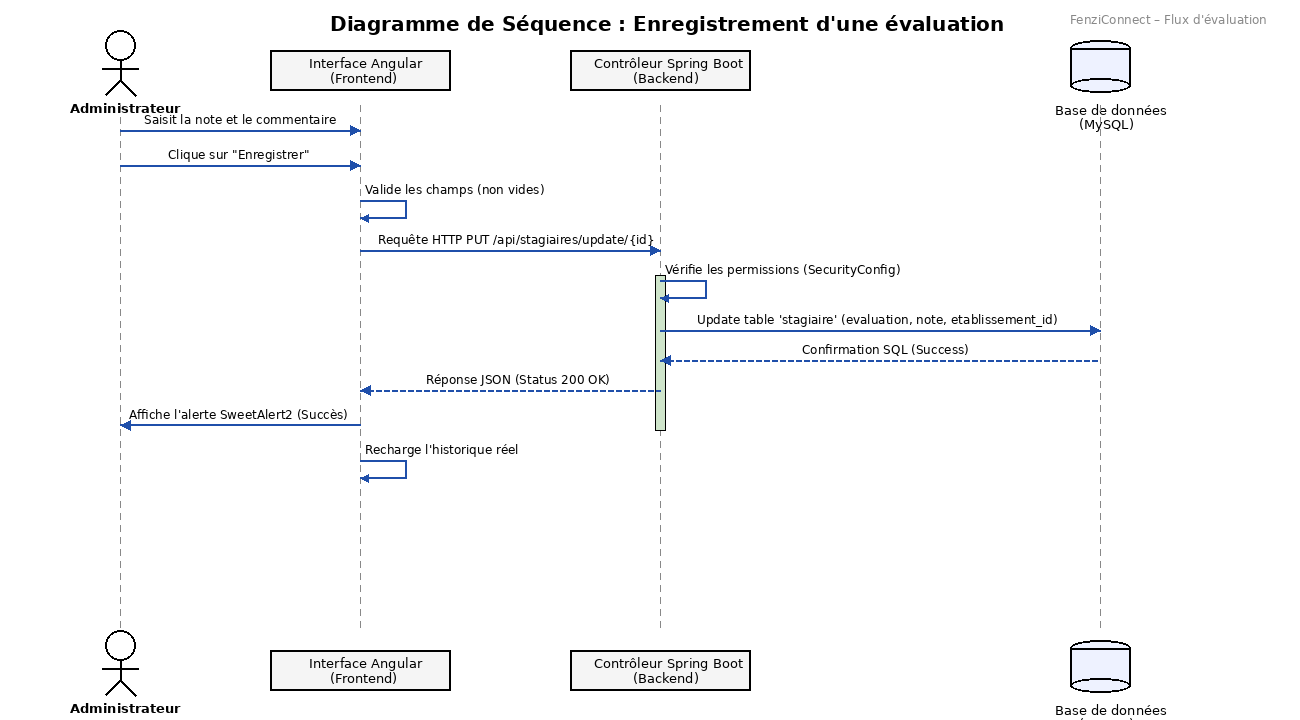 Diagramme de Séquence : Enregistrement d'une évaluation
FenziConnect – Flux d'évaluation
Administrateur
Interface Angular
(Frontend)
Contrôleur Spring Boot
(Backend)
Base de données
(MySQL)
Saisit la note et le commentaire
Clique sur "Enregistrer"
Valide les champs (non vides)
Requête HTTP PUT /api/stagiaires/update/{id}
Vérifie les permissions (SecurityConfig)
Update table 'stagiaire' (evaluation, note, etablissement_id)
Confirmation SQL (Success)
Réponse JSON (Status 200 OK)
Affiche l'alerte SweetAlert2 (Succès)
Recharge l'historique réel
Administrateur
Interface Angular
(Frontend)
Contrôleur Spring Boot
(Backend)
Base de données